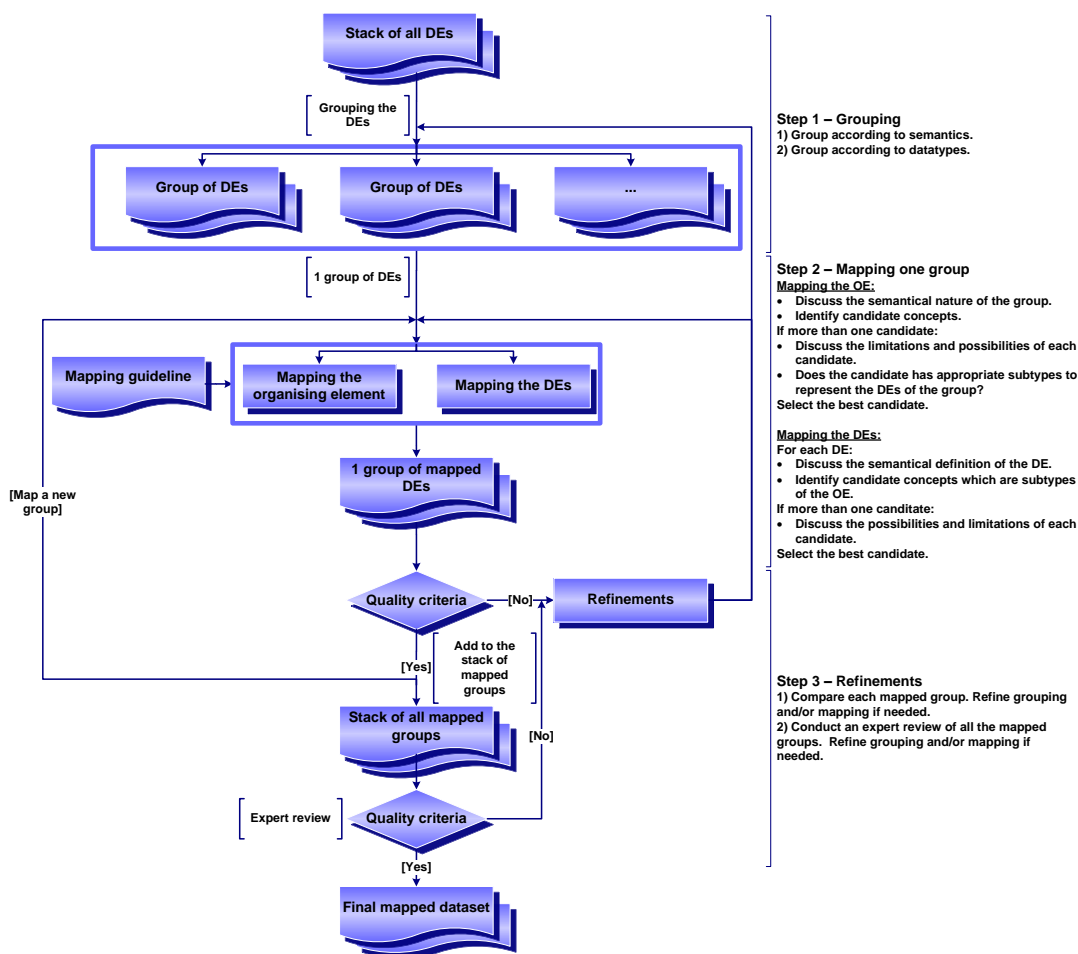 Stack of all DEs
Grouping the
DEs
Group of DEs
Group of DEs
...
1 group of DEs
Mapping guideline
Mapping the
organising element
Mapping the DEs
1 group of mapped
DEs
[Map a new
group]
Quality criteria
[No]
Refinements
[Yes]
Add to the
stack of
mapped
groups
Stack of all mapped
groups
[No]
Expert review
Quality criteria
[Yes]
Final mapped dataset
Step 1 – Grouping
1) Group according to semantics.
2) Group according to datatypes.
Step 2 – Mapping one group
Mapping the OE:
• Discuss the semantical nature of the group.
• Identify candidate concepts.
If more than one candidate:
• Discuss the limitations and possibilities of each
candidate.
• Does the candidate has appropriate subtypes to
represent the DEs of the group?
Select the best candidate.
Mapping the DEs:
For each DE:
• Discuss the semantical definition of the DE.
• Identify candidate concepts which are subtypes
of the OE.
If more than one canditate:
• Discuss the possibilities and limitations of each
candidate.
Select the best candidate.
Step 3 – Refinements
1) Compare each mapped group. Refine grouping
and/or mapping if needed.
2) Conduct an expert review of all the mapped
groups. Refine grouping and/or mapping if
needed.